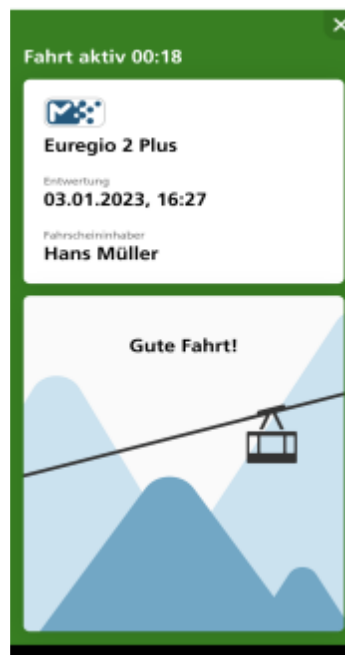 Fahrt aktiv 00:18
Euregio 2 Plus
Entwertung
03.01.2023, 16:27
Fahrscheininhaber
Hans Müller
Gute Fahrt!